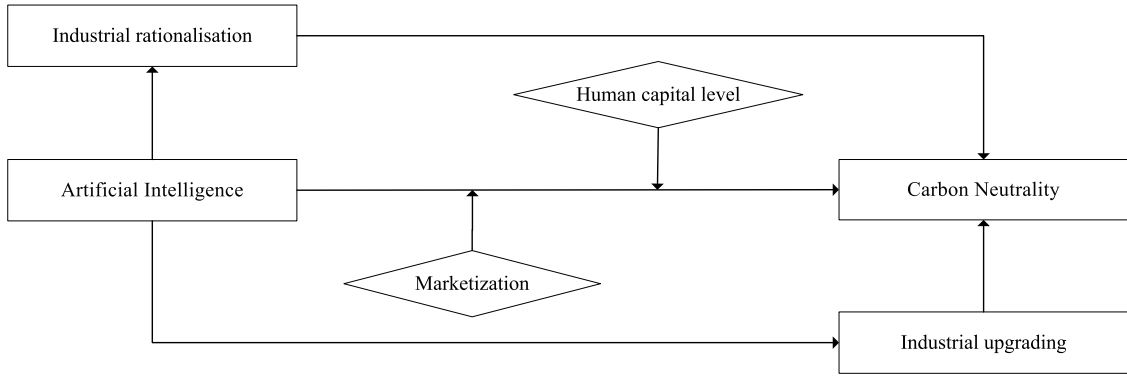 Industrial rationalisation
Human capital level
Artificial Intelligence
Carbon Neutrality
Marketization
Industrial upgrading